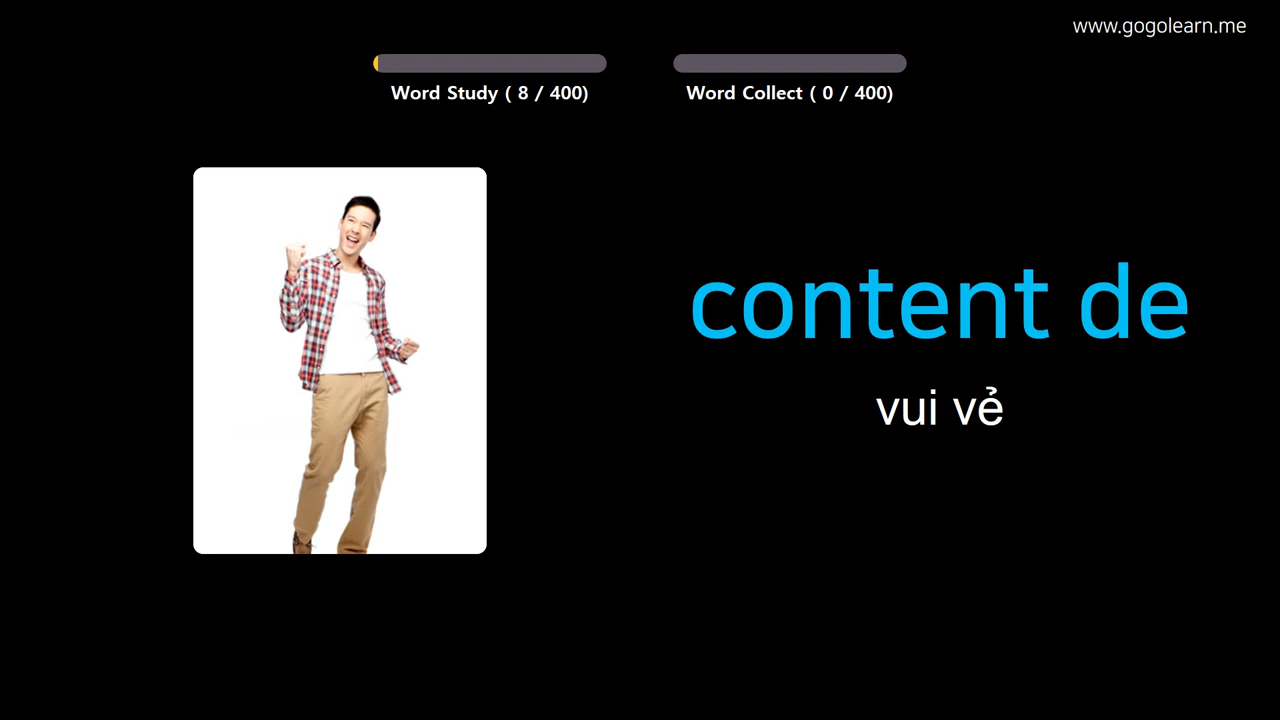 www.gogolearn.me
Word Study ( 8 / 400)
Word Collect ( 0 / 400)
content de
vui vẻ